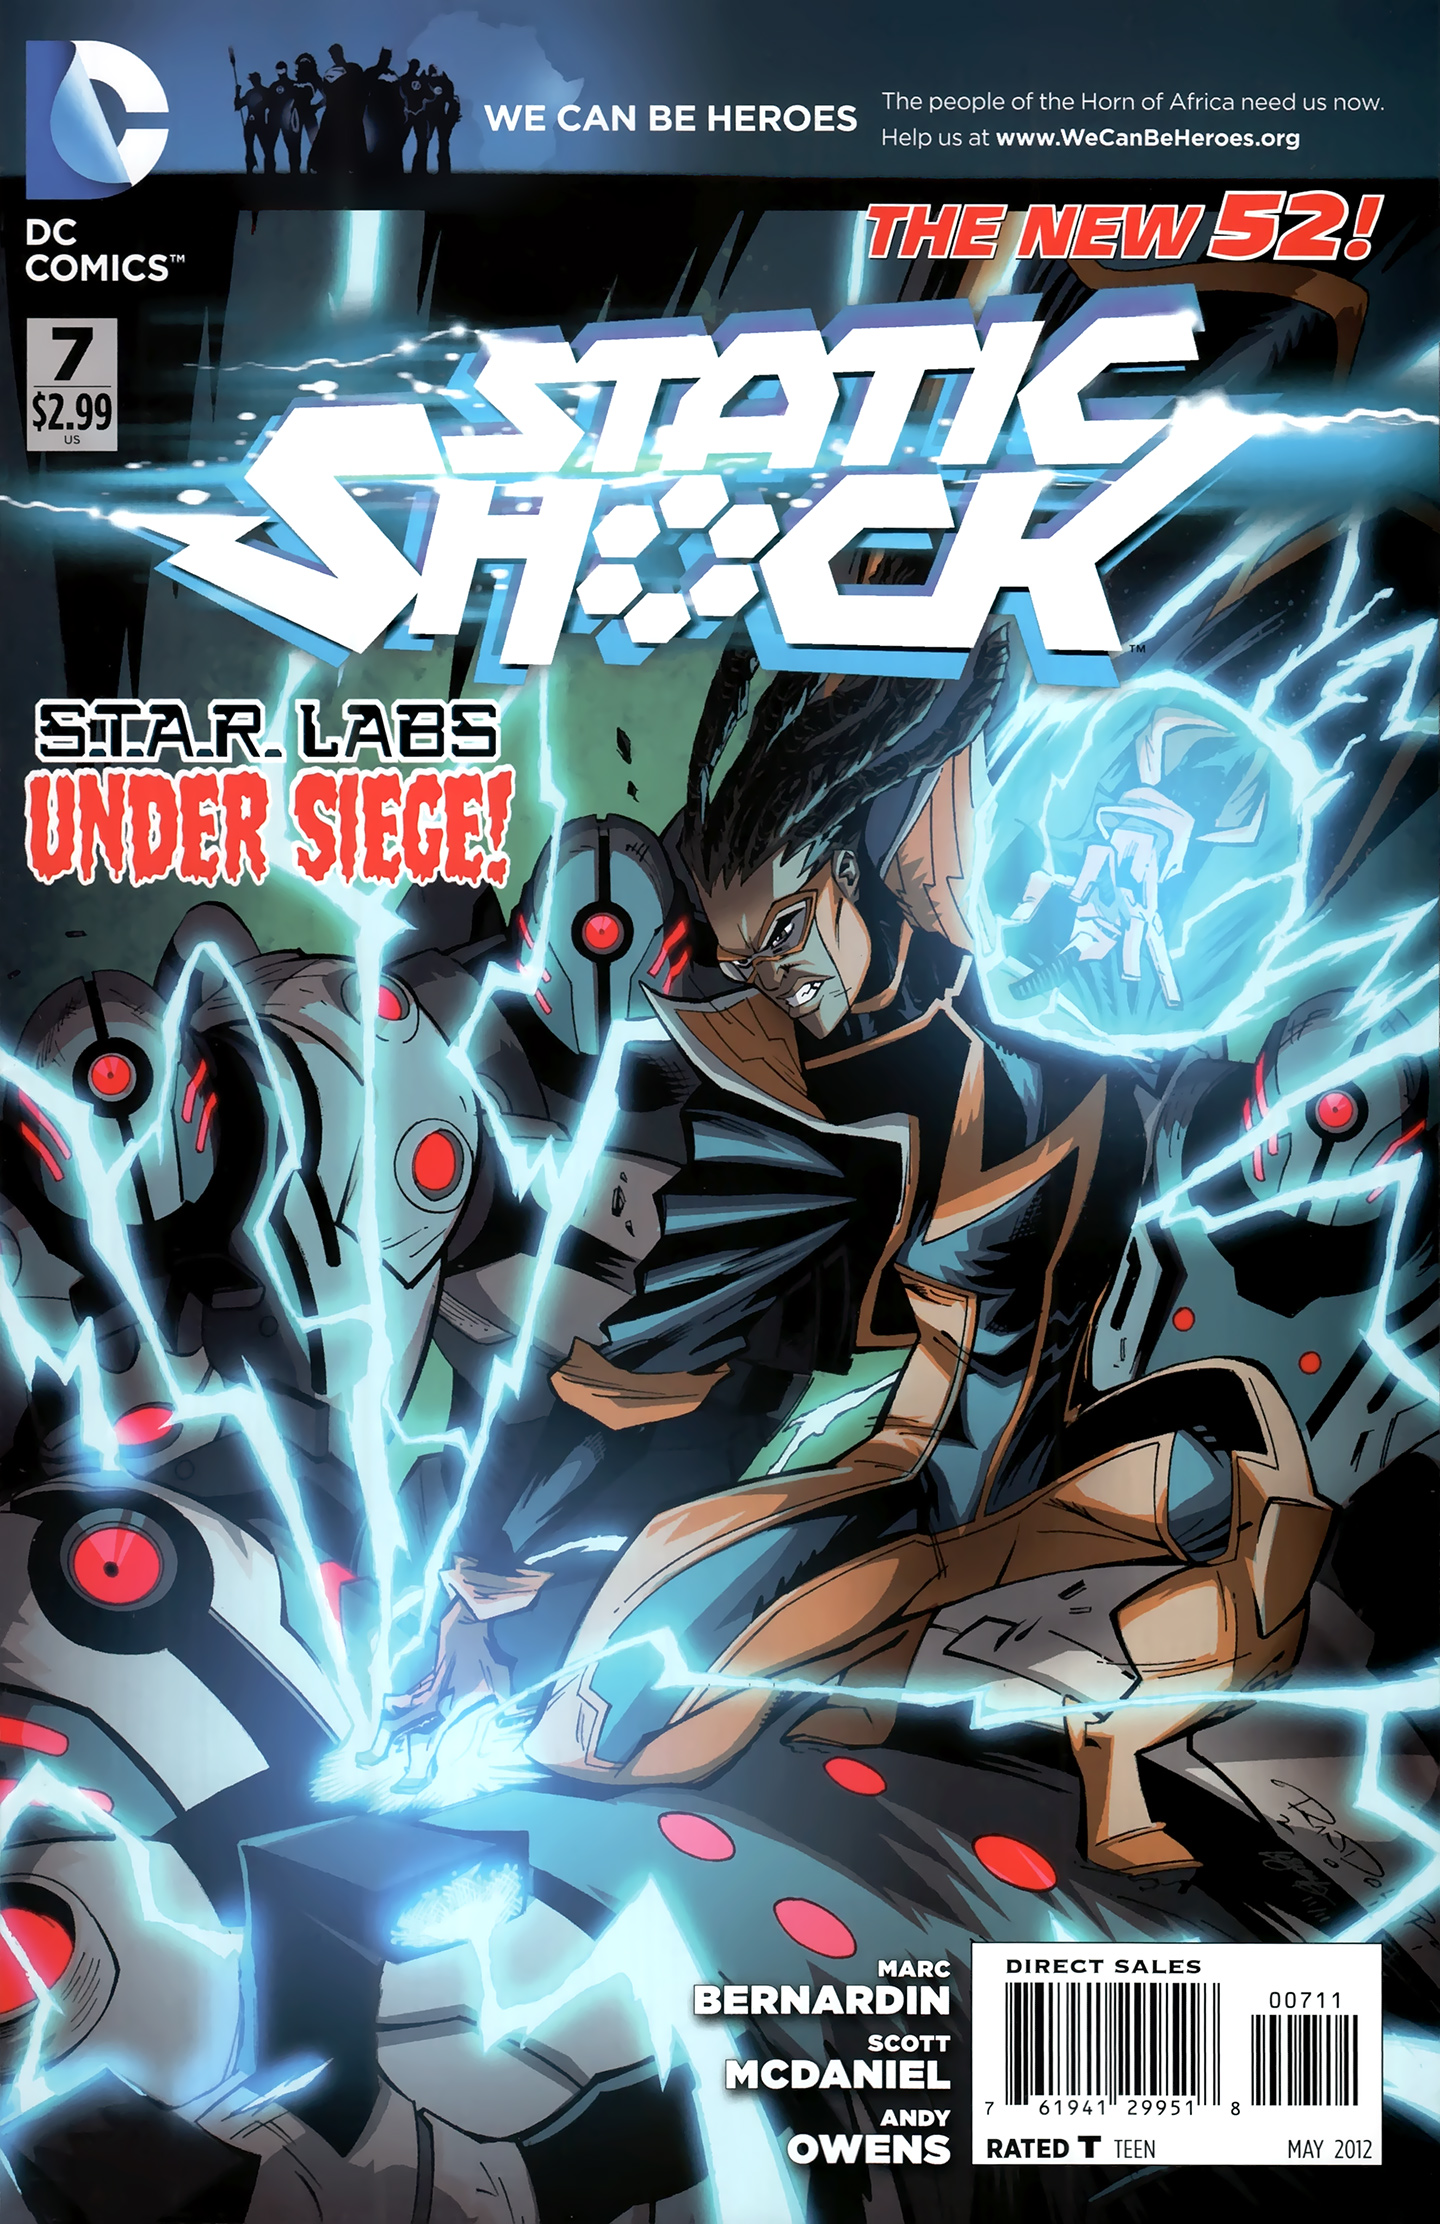 WE CAN BE HEROES
The people of the Horn of Africa need us now.
Help us at www.WeCanBeHeroes.org
DC
COMICS™
THE NEW 52!
7
$2.99
US
STATIC
SHOCK™
S.T.A.R. LABS
UNDER SIEGE!
MARC
BERNARDIN
SCOTT
MCDANIEL
ANDY
OWENS
DIRECT SALES
00711
7 61941 29951 8
RATED T TEEN MAY 2012